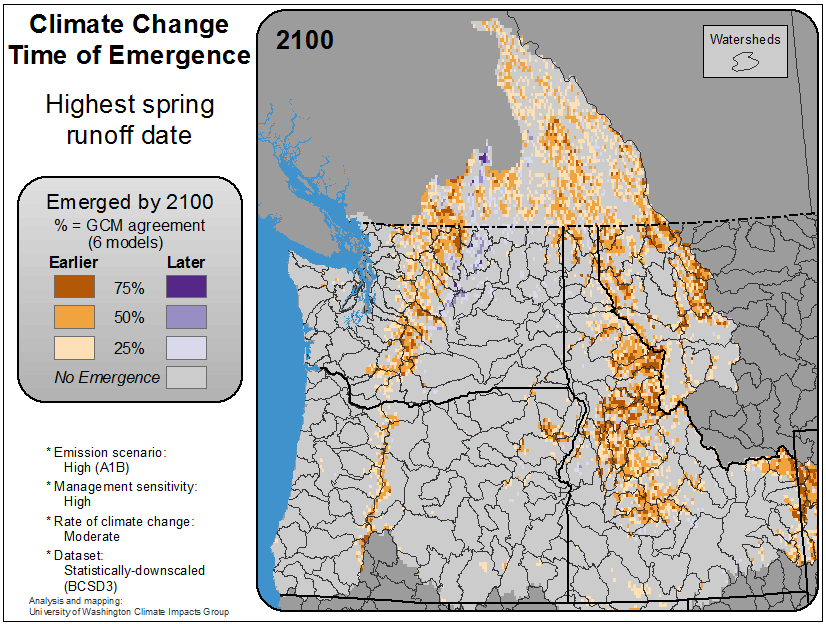 Climate Change
Time of Emergence
Highest spring
runoff date
Emerged by 2100
% = GCM agreement
(6 models)
Earlier Later
75%
50%
25%
No Emergence
* Emission scenario:
High (A1B)
* Management sensitivity:
High
* Rate of climate change:
Moderate
* Dataset:
Statistically-downscaled
(BCSD3)
Analysis and mapping:
University of Washington Climate Impacts Group
2100
Watersheds